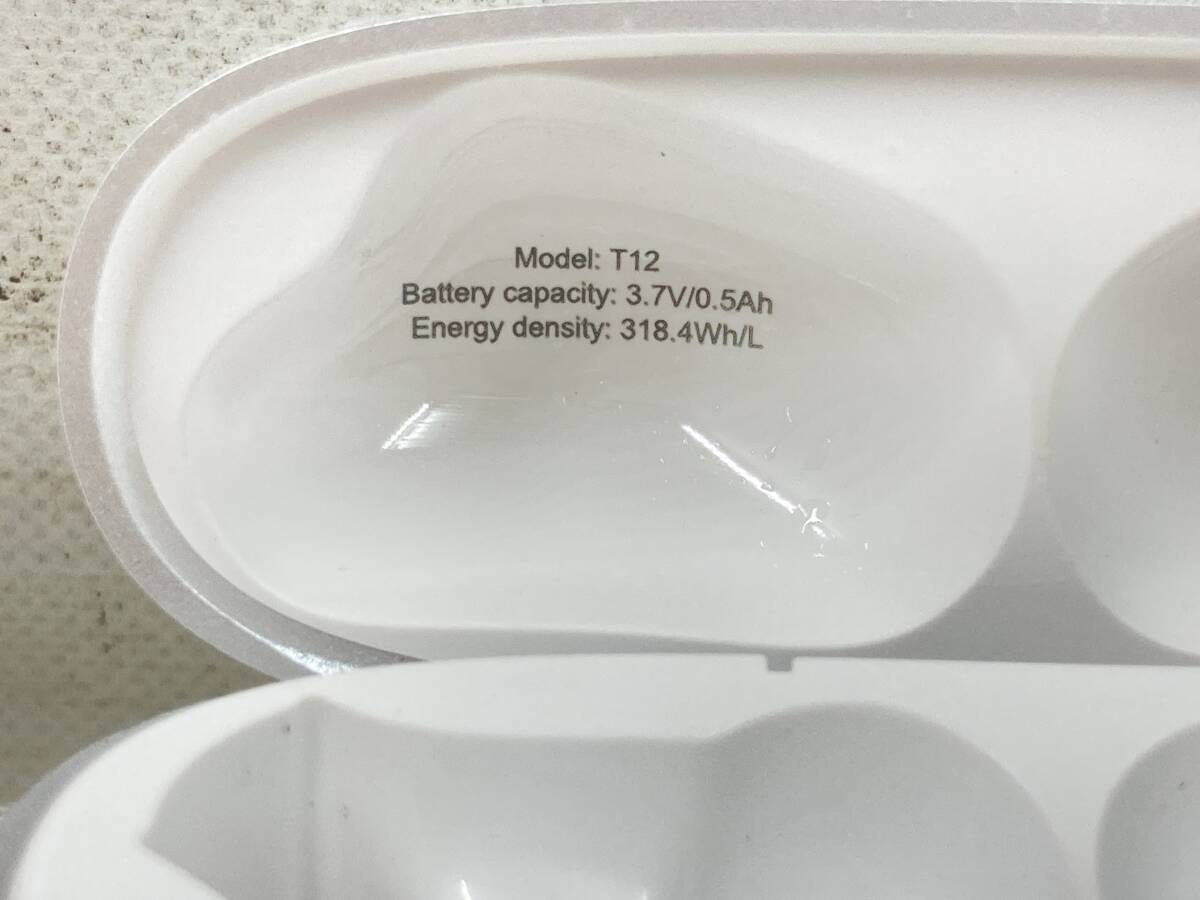 Model: T12
Battery capacity: 3.7V/0.5Ah
Energy density: 318.4Wh/L